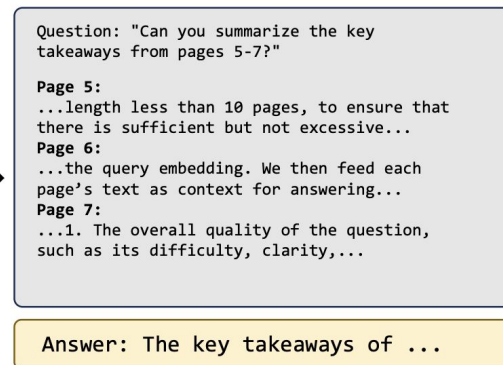 Question: "Can you summarize the key
takeaways from pages 5-7?"
Page 5:
...length less than 10 pages, to ensure that
there is sufficient but not excessive...
Page 6:
...the query embedding. We then feed each
page’s text as context for answering...
Page 7:
...1. The overall quality of the question,
such as its difficulty, clarity,...
Answer: The key takeaways of ...